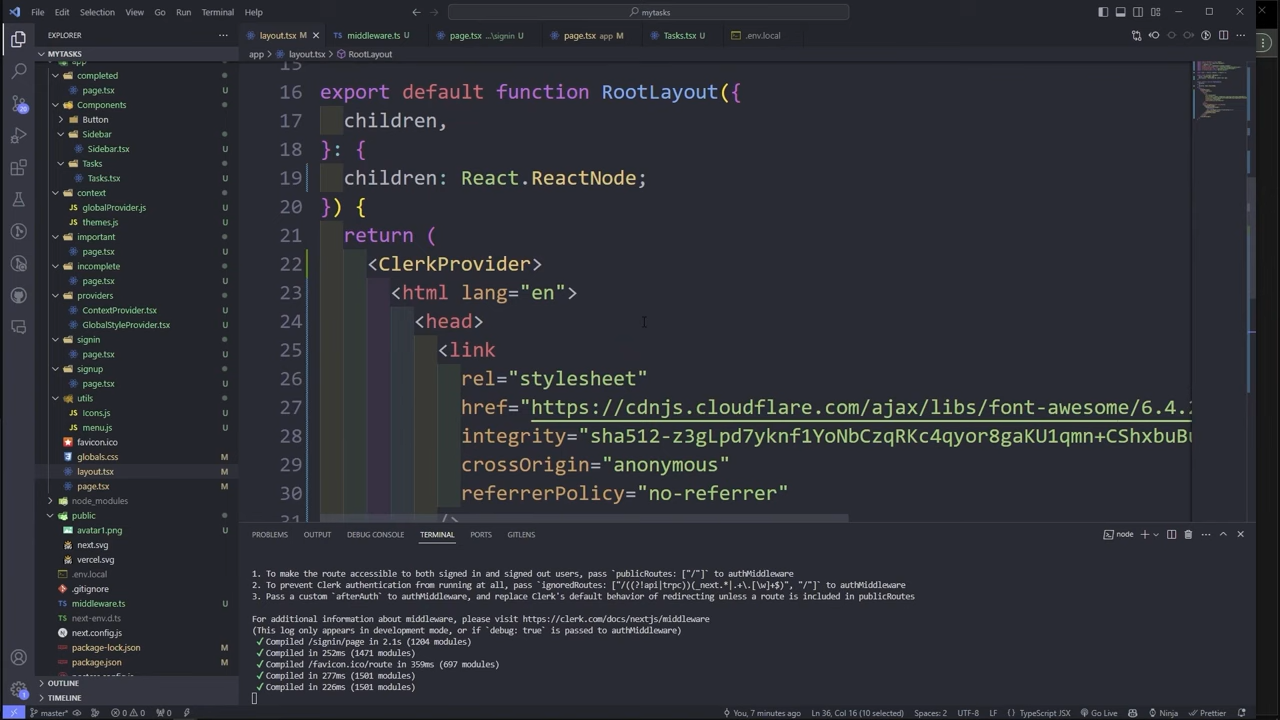 File Edit Selection View Go Run Terminal Help
mytasks
EXPLORER
layout.tsx M
middleware.ts U
page.tsx ...\signin U
page.tsx app M
Tasks.tsx U
.env.local
MYTASKS
app > layout.tsx > RootLayout
completed
page.tsx U
Components
Button
Sidebar
Sidebar.tsx U
Tasks
Tasks.tsx U
context
globalProvider.js U
themes.js U
important
page.tsx U
incomplete
page.tsx U
providers
ContextProvider.tsx U
GlobalStyleProvider.tsx U
signin
page.tsx U
signup
page.tsx U
utils
Icons.js U
menu.js U
favicon.ico M
globals.css M
layout.tsx M
page.tsx M
node_modules
public
avatar1.png U
next.svg U
vercel.svg U
.env.local
.gitignore U
middleware.ts U
next-env.d.ts
next.config.js U
package-lock.json M
package.json M
OUTLINE
TIMELINE
20
1
15
16 export default function RootLayout({
17 children,
18 }: {
19 children: React.ReactNode;
20 }) {
21 return (
22 <ClerkProvider>
23 <html lang="en">
24 <head>
25 <link
26 rel="stylesheet"
27 href="https://cdnjs.cloudflare.com/ajax/libs/font-awesome/6.4.2
28 integrity="sha512-z3gLpd7yknf1YoNbCzqRKc4qyor8gaKU1qmn+CShxbuBu
29 crossOrigin="anonymous"
30 referrerPolicy="no-referrer"
31 />
PROBLEMS OUTPUT DEBUG CONSOLE TERMINAL PORTS GITLENS
node
1. To make the route accessible to both signed in and signed out users, pass `publicRoutes: ["/"]` to authMiddleware
2. To prevent Clerk authentication from running at all, pass `ignoredRoutes: ["/((?!api|trpc))(_next.*|.+\.[\w]+$)", "/"]` to authMiddleware
3. Pass a custom `afterAuth` to authMiddleware, and replace Clerk's default behavior of redirecting unless a route is included in publicRoutes
For additional information about middleware, please visit https://clerk.com/docs/nextjs/middleware
(This log only appears in development mode, or if `debug: true` is passed to authMiddleware)
✓ Compiled /signin/page in 2.1s (1204 modules)
✓ Compiled in 252ms (1471 modules)
✓ Compiled /favicon.ico/route in 359ms (697 modules)
✓ Compiled in 277ms (1501 modules)
✓ Compiled in 226ms (1501 modules)
master* 0 0 0 You, 7 minutes ago Ln 36, Col 16 (10 selected) Spaces: 2 UTF-8 LF TypeScript JSX Go Live Ninja Prettier